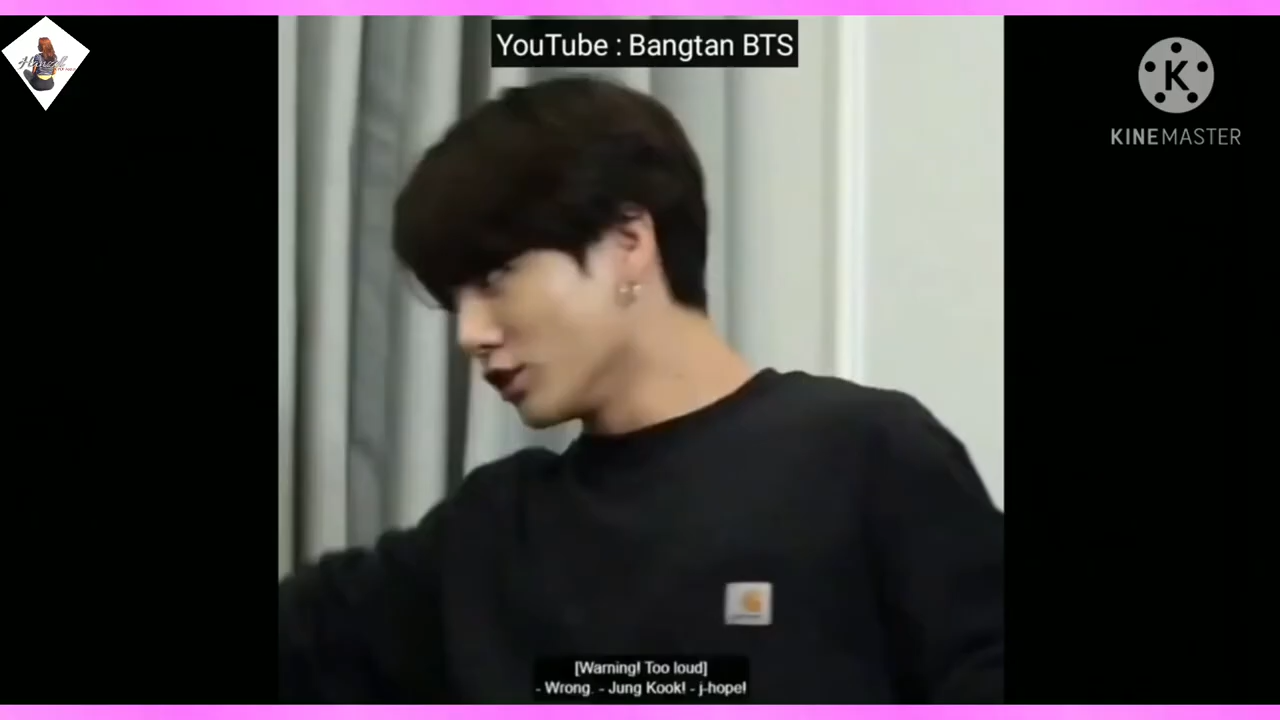 YouTube : Bangtan BTS
K
KINEMASTER
[Warning! Too loud]
- Wrong. - Jung Kook! - j-hope!